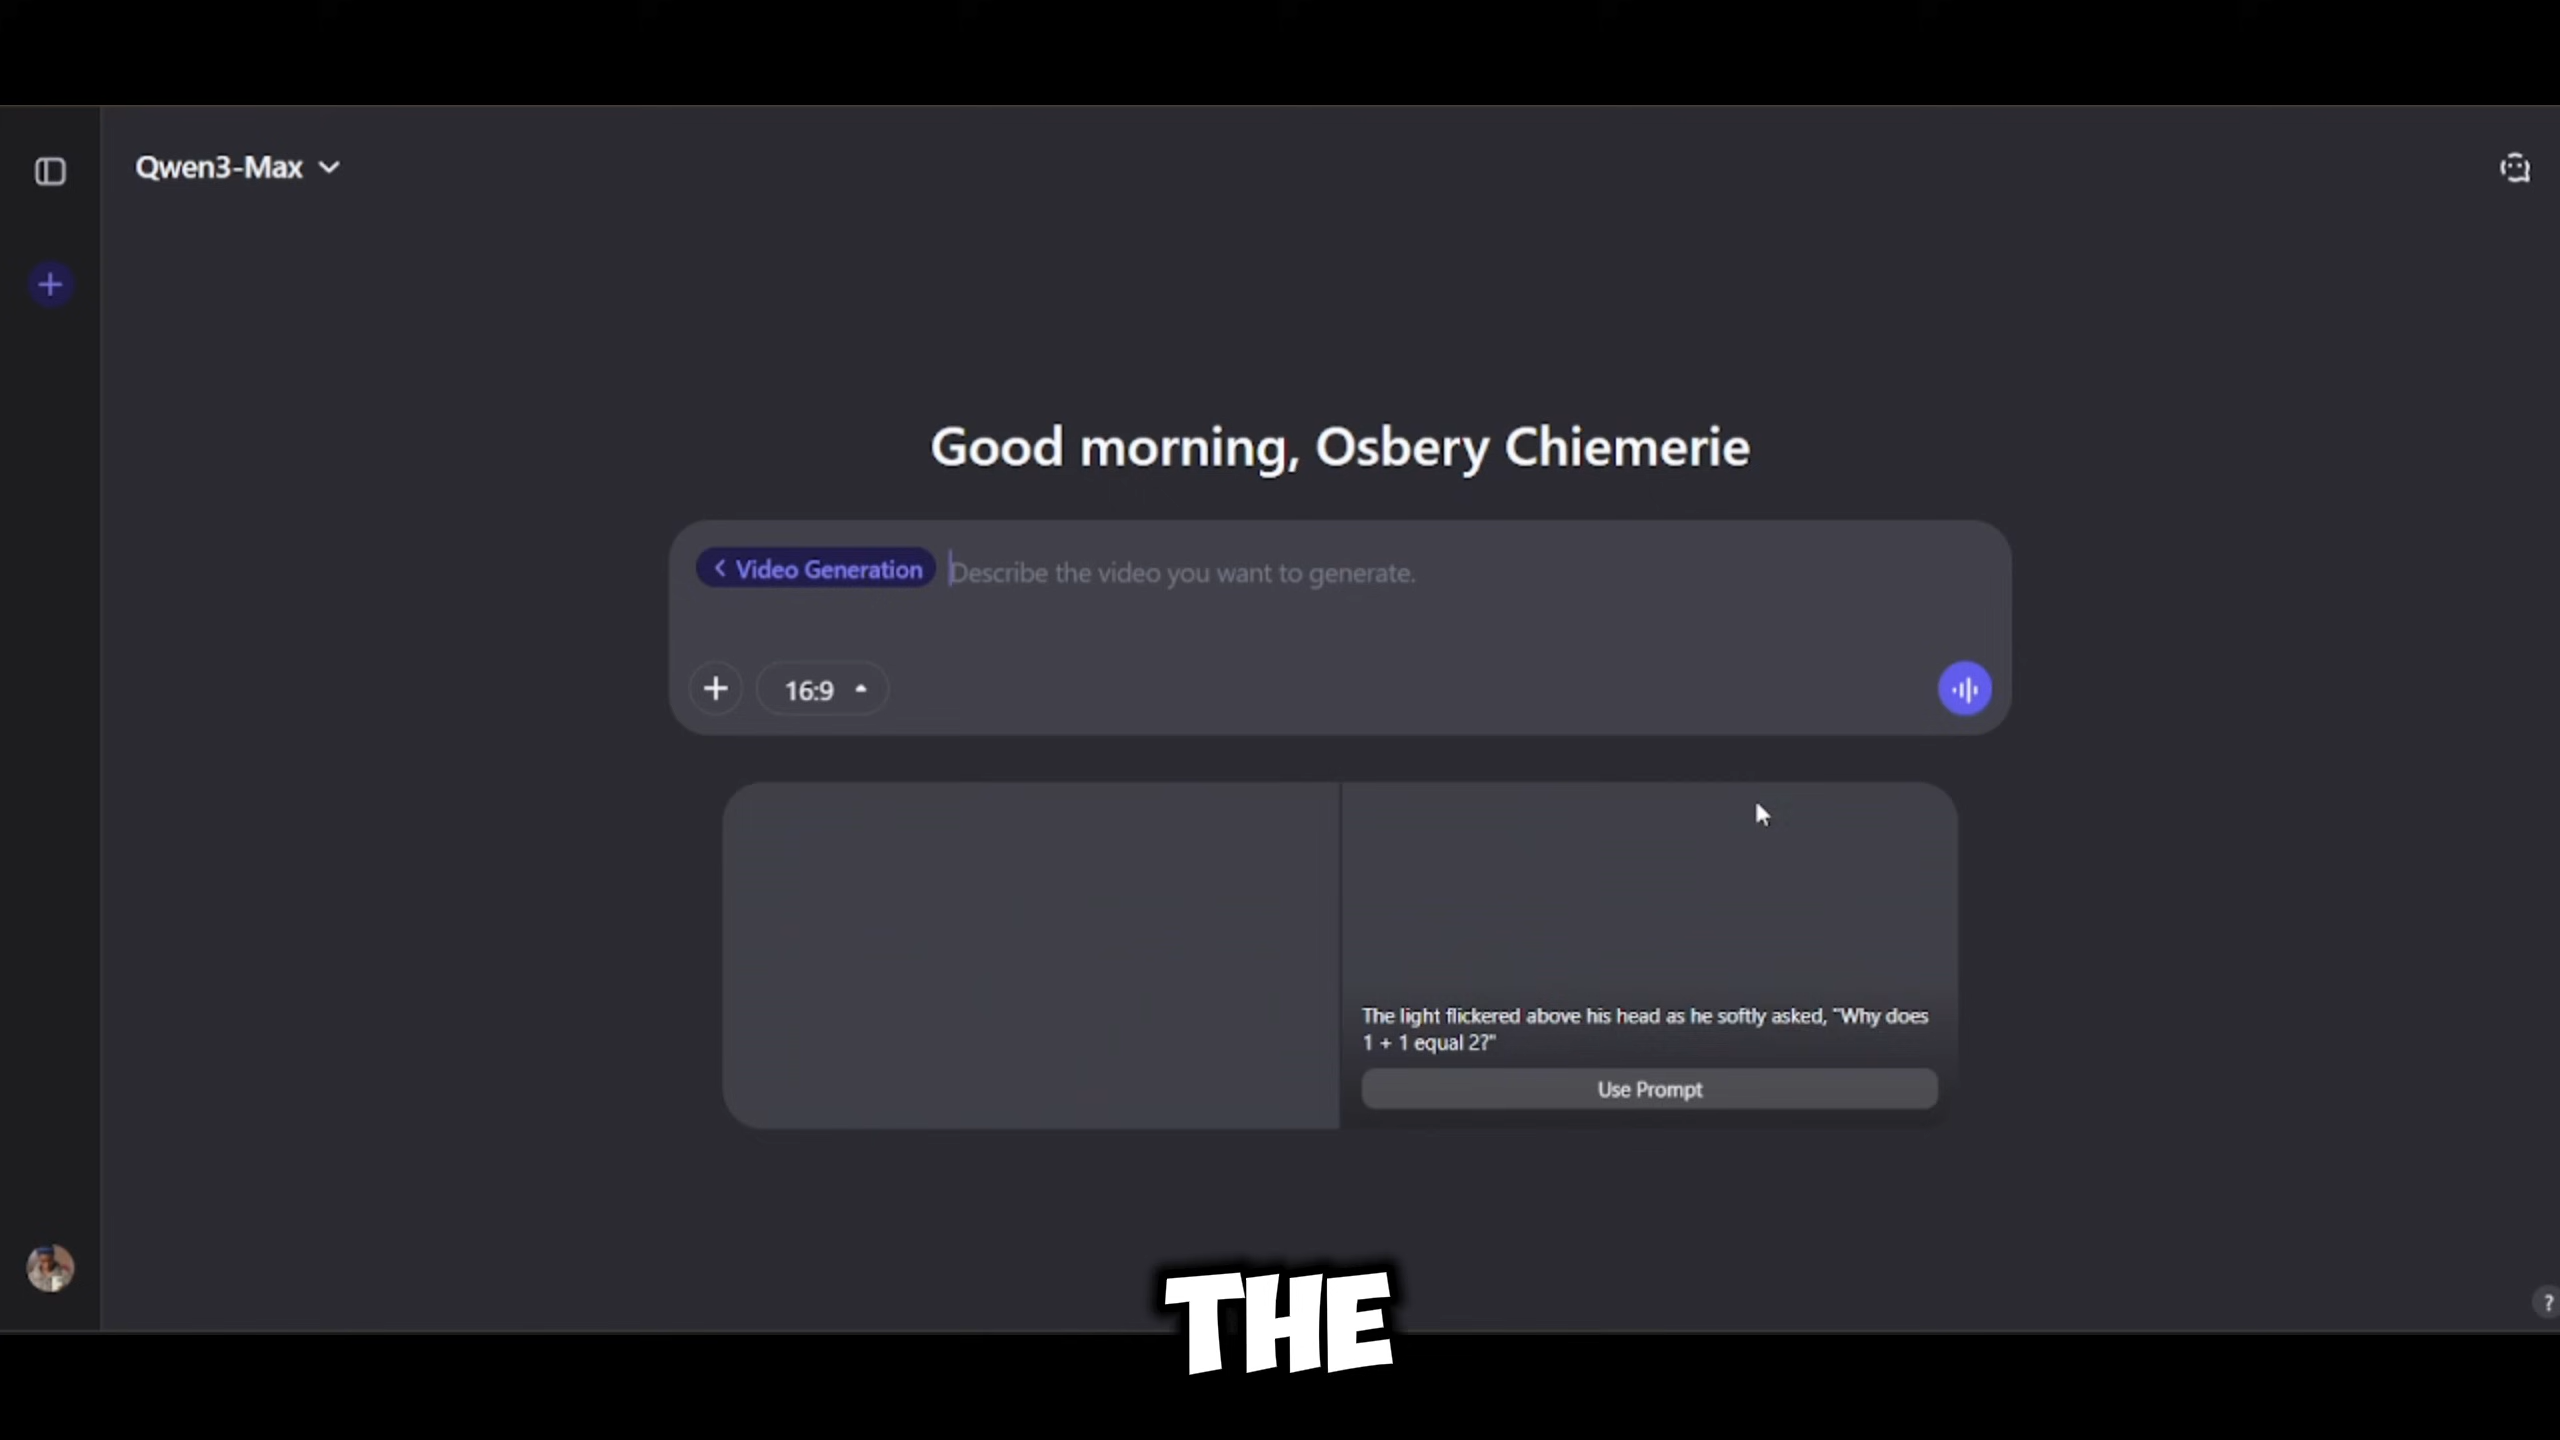 Qwen3-Max
Good morning, Osbery Chiemerie
Video Generation
Describe the video you want to generate.
16:9
The light flickered above his head as he softly asked, "Why does
1 + 1 equal 2?"
Use Prompt
?
THE